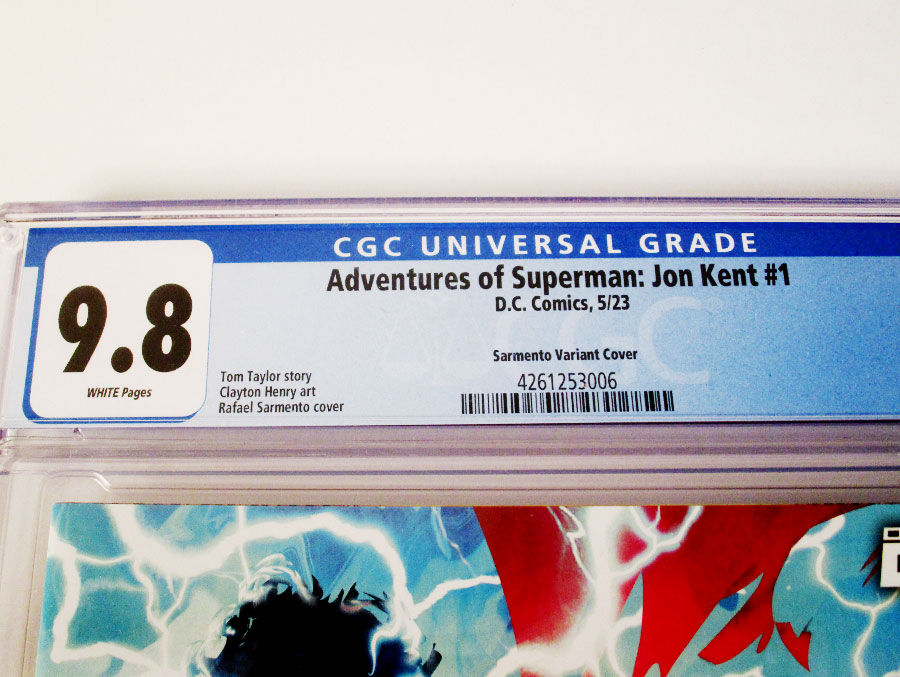 CGC UNIVERSAL GRADE
Adventures of Superman: Jon Kent #1
D.C. Comics, 5/23
9.8
WHITE Pages
Sarmento Variant Cover
Tom Taylor story
Clayton Henry art
Rafael Sarmento cover
4261253006
CGC